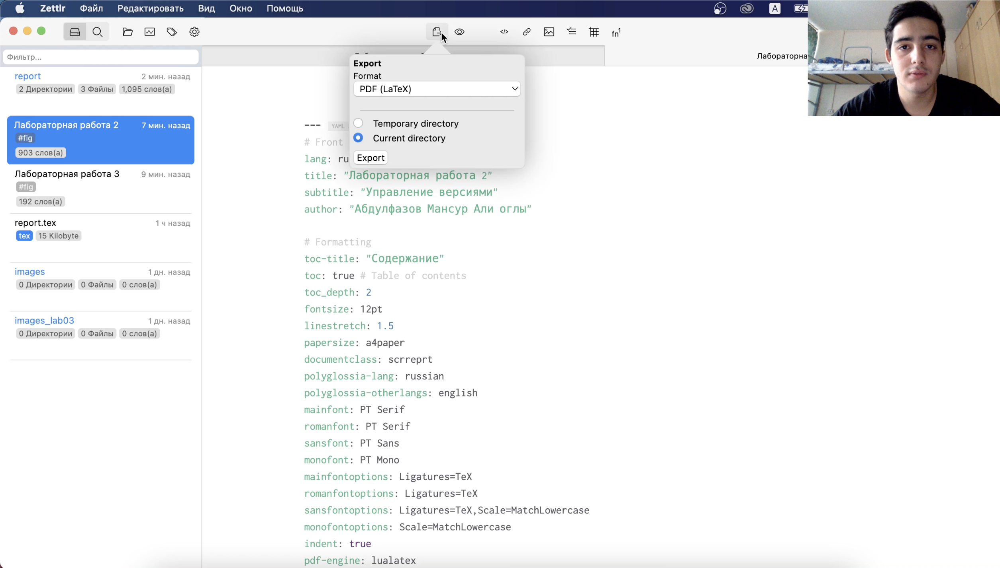 Zettlr Файл Редактировать Вид Окно Помощь
A
fn¹
Фильтр...
report 2 мин. назад
2 Директории 3 Файлы 1,095 слов(а)
Лабораторная работа 2 7 мин. назад
#fig
903 слов(а)
Лабораторная работа 3 9 мин. назад
#fig
192 слов(а)
report.tex 1 ч назад
tex 15 Kilobyte
images 1 дн. назад
0 Директории 0 Файлы 0 слов(а)
images_lab03 1 дн. назад
0 Директории 0 Файлы 0 слов(а)
Лабораторна
Export
Format
PDF (LaTeX)
Temporary directory
Current directory
Export
--- YAML
# Front
lang: ru
title: "Лабораторная работа 2"
subtitle: "Управление версиями"
author: "Абдулфазов Мансур Али оглы"
# Formatting
toc-title: "Содержание"
toc: true # Table of contents
toc_depth: 2
fontsize: 12pt
linestretch: 1.5
papersize: a4paper
documentclass: scrreprt
polyglossia-lang: russian
polyglossia-otherlangs: english
mainfont: PT Serif
romanfont: PT Serif
sansfont: PT Sans
monofont: PT Mono
mainfontoptions: Ligatures=TeX
romanfontoptions: Ligatures=TeX
sansfontoptions: Ligatures=TeX,Scale=MatchLowercase
monofontoptions: Scale=MatchLowercase
indent: true
pdf-engine: lualatex